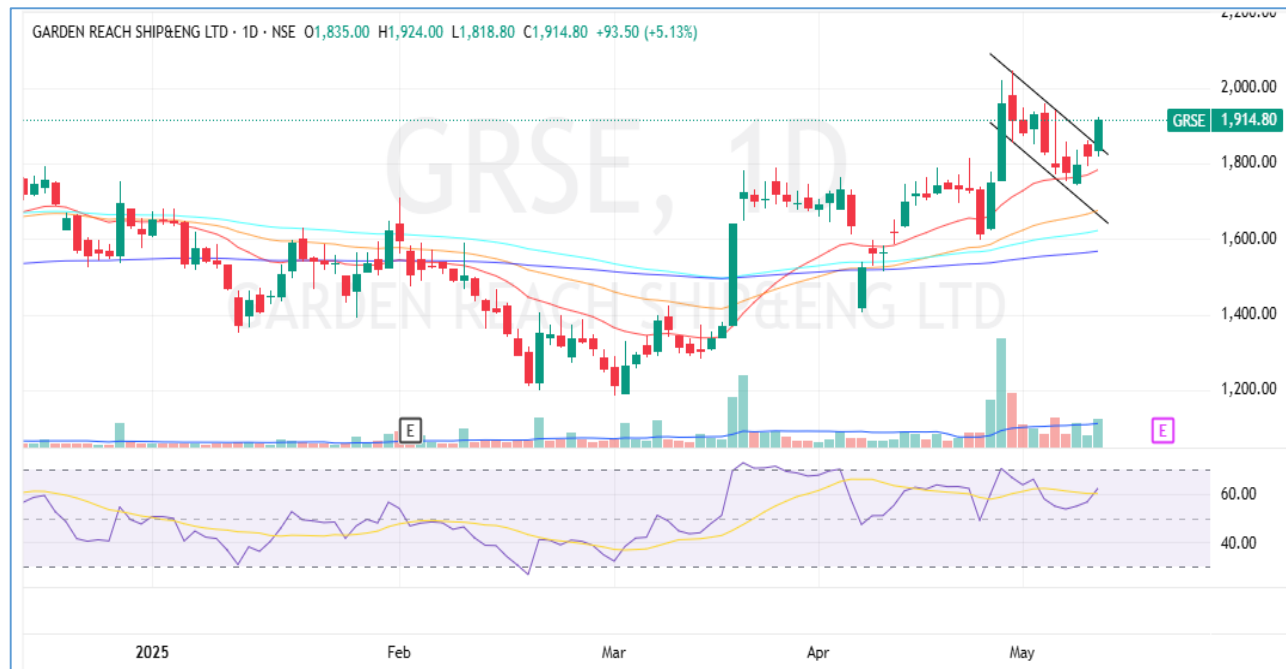 2,200.00
GARDEN REACH SHIP&ENG LTD · 1D · NSE O1,835.00 H1,924.00 L1,818.80 C1,914.80 +93.50 (+5.13%)
2,000.00
GRSE 1,914.80
GRSE, 1D
1,800.00
1,600.00
GARDEN REACH SHIP&ENG LTD
1,400.00
1,200.00
E
E
60.00
40.00
2025 Feb Mar Apr May